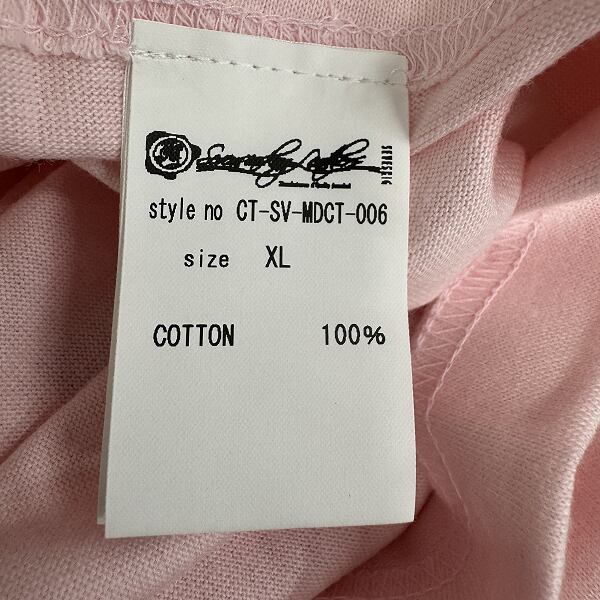 style no CT-SV-MDCT-006
size XL
COTTON 100%